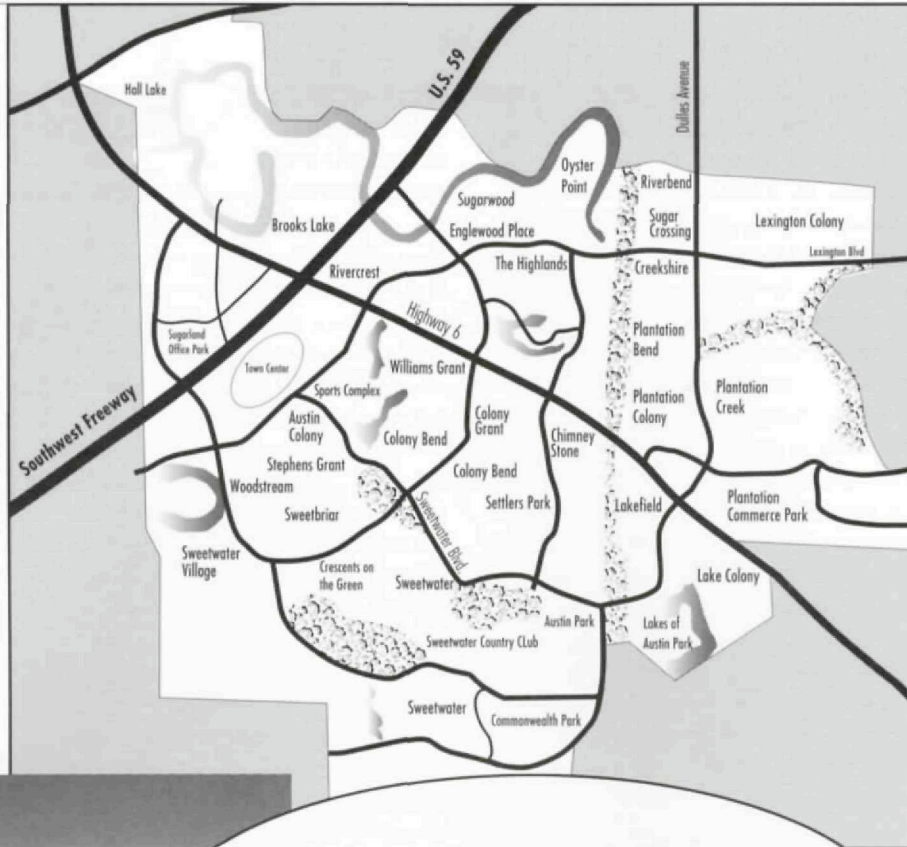 Hall Lake
U.S. 59
Dulles Avenue
Oyster
Point
Riverbend
Sugarwood
Sugar
Crossing
Lexington Colony
Brooks Lake
Englewood Place
Lexington Blvd
Rivercrest
The Highlands
Creekshire
Highway 6
Sugarland
Office Park
Plantation
Bend
Town Center
Williams Grant
Sports Complex
Plantation
Creek
Plantation
Colony
Southwest Freeway
Austin
Colony
Colony Bend
Colony
Grant
Chimney
Stone
Stephens Grant
Colony Bend
Woodstream
Settlers Park
Lakefield
Plantation
Commerce Park
Sweetbriar
Sweetwater Blvd
Sweetwater
Village
Crescents on
the Green
Sweetwater
Lake Colony
Austin Park
Lakes of
Austin Park
Sweetwater Country CLub
Sweetwater
Commonwealth Park